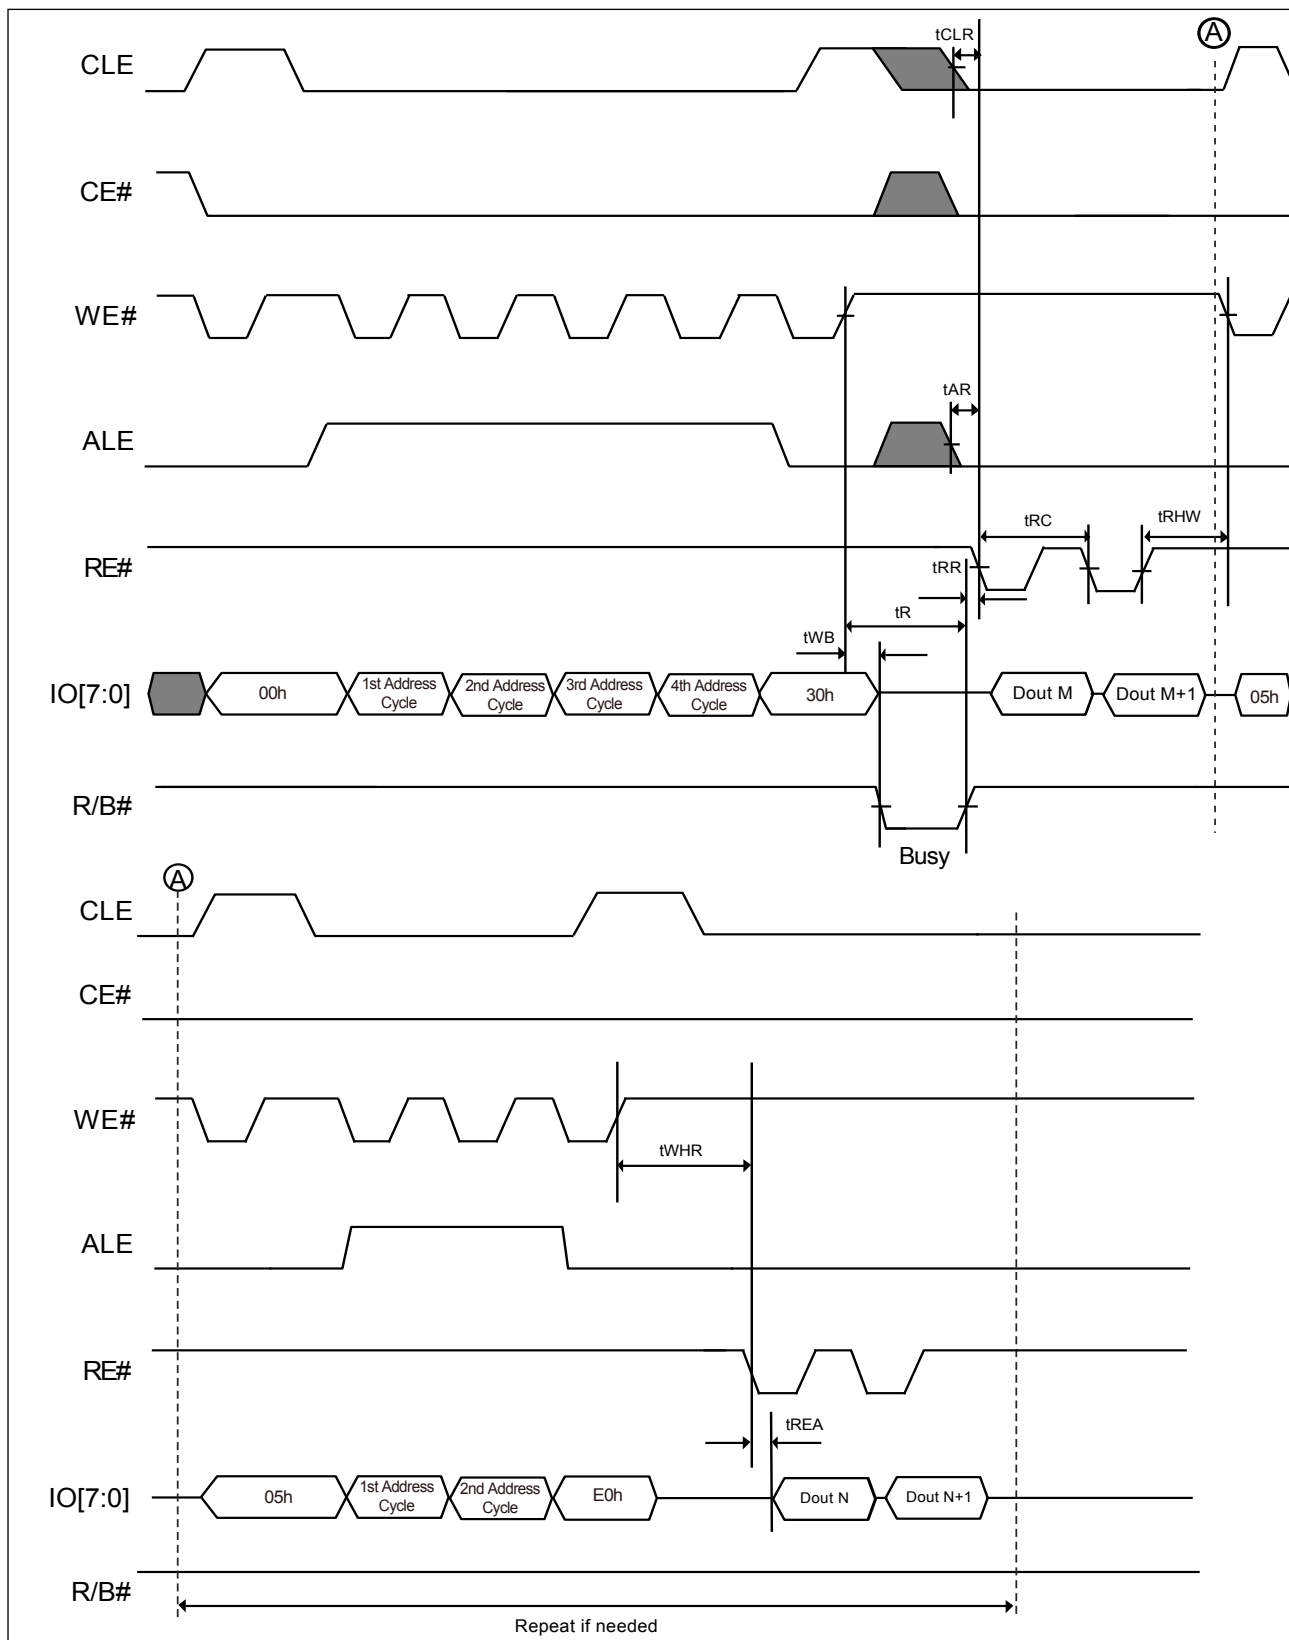 tCLR
A
CLE
CE#
WE#
tAR
ALE
tRC
tRHW
RE#
tRR
tR
tWB
IO[7:0]
00h
1st Address Cycle
2nd Address Cycle
3rd Address Cycle
4th Address Cycle
30h
Dout M
Dout M+1
05h
R/B#
Busy
A
CLE
CE#
WE#
tWHR
ALE
RE#
tREA
IO[7:0]
05h
1st Address Cycle
2nd Address Cycle
E0h
Dout N
Dout N+1
R/B#
Repeat if needed